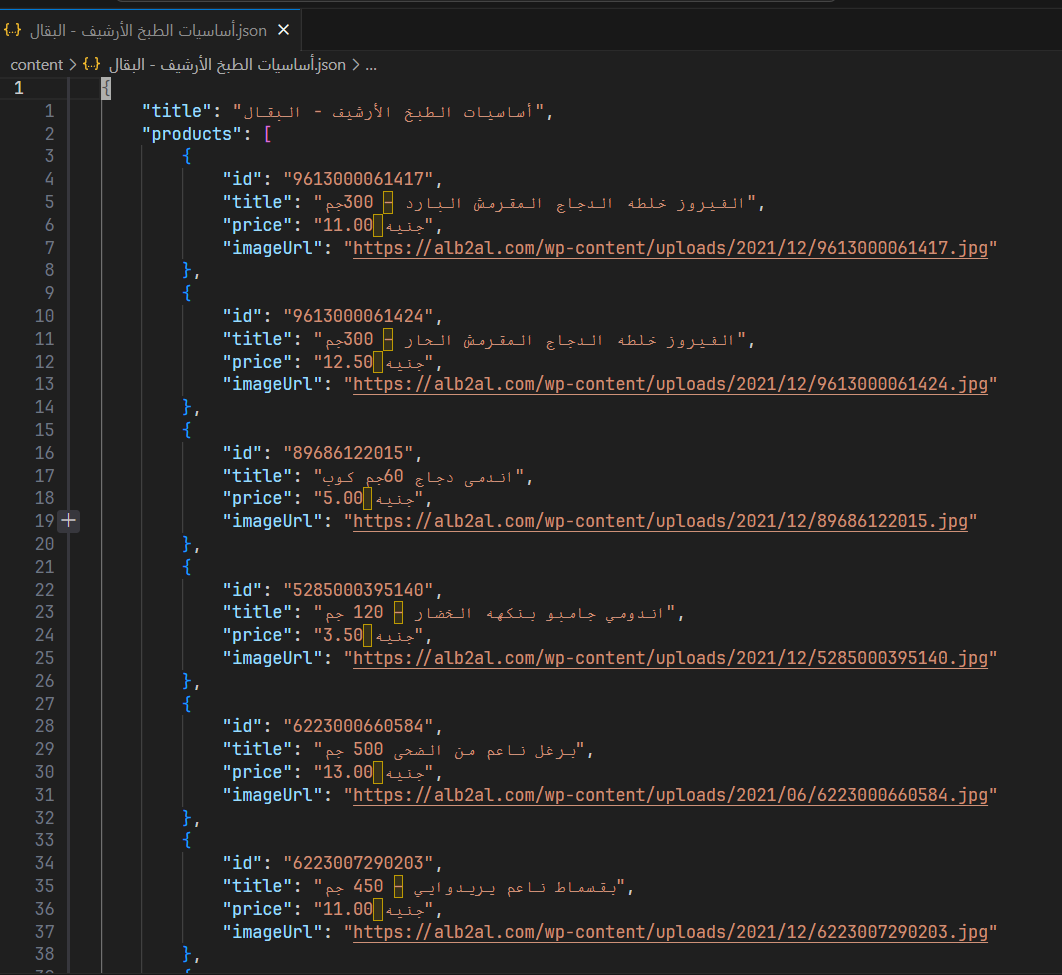 {..} أساسيات الطبخ الأرشيف - البقال.json ×
content > {..} أساسيات الطبخ الأرشيف - البقال.json > ...
1 {
1 "title": "أساسيات الطبخ الأرشيف - البقال",
2 "products": [
3 {
4 "id": "9613000061417",
5 "title": "الفيروز خلطه الدجاج المقرمش البارد – 300جم",
6 "price": "11.00 جنيه",
7 "imageUrl": "https://alb2al.com/wp-content/uploads/2021/12/9613000061417.jpg"
8 },
9 {
10 "id": "9613000061424",
11 "title": "الفيروز خلطه الدجاج المقرمش الحار – 300جم",
12 "price": "12.50 جنيه",
13 "imageUrl": "https://alb2al.com/wp-content/uploads/2021/12/9613000061424.jpg"
14 },
15 {
16 "id": "89686122015",
17 "title": "اندمى دجاج 60جم كوب",
18 "price": "5.00 جنيه",
19 "imageUrl": "https://alb2al.com/wp-content/uploads/2021/12/89686122015.jpg"
20 },
21 {
22 "id": "5285000395140",
23 "title": "اندومي جامبو بنكهه الخضار – 120 جم",
24 "price": "3.50 جنيه",
25 "imageUrl": "https://alb2al.com/wp-content/uploads/2021/12/5285000395140.jpg"
26 },
27 {
28 "id": "6223000660584",
29 "title": "برغل ناعم من الضحى 500 جم",
30 "price": "13.00 جنيه",
31 "imageUrl": "https://alb2al.com/wp-content/uploads/2021/06/6223000660584.jpg"
32 },
33 {
34 "id": "6223007290203",
35 "title": "بقسماط ناعم – 450 جم",
36 "price": "11.00 جنيه",
37 "imageUrl": "https://alb2al.com/wp-content/uploads/2021/12/6223007290203.jpg"
38 },